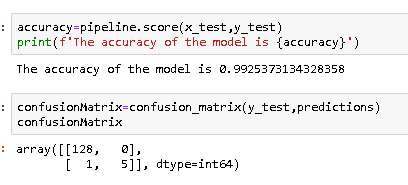 : accuracy=pipeline.score(x_test,y_test)
print(f'The accuracy of the model is {accuracy}')
The accuracy of the model is 0.9925373134328358
: confusionMatrix=confusion_matrix(y_test,predictions)
confusionMatrix
: array([[128,   0],
       [  1,   5]], dtype=int64)